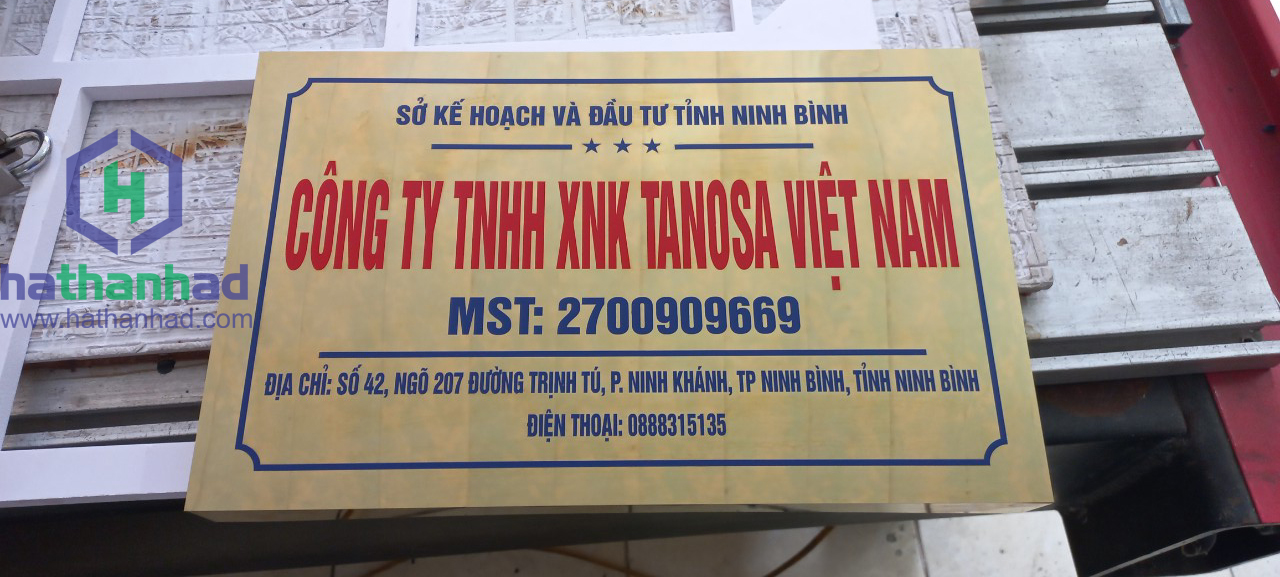 SỞ KẾ HOẠCH VÀ ĐẦU TƯ TỈNH NINH BÌNH
CÔNG TY TNHH XNK TANOSA VIỆT NAM
MST: 2700909669
ĐỊA CHỈ: SỐ 42, NGÕ 207 ĐƯỜNG TRỊNH TÚ, P. NINH KHÁNH, TP NINH BÌNH, TỈNH NINH BÌNH
ĐIỆN THOẠI: 0888315135
hathanhad
www.hathanhad.com